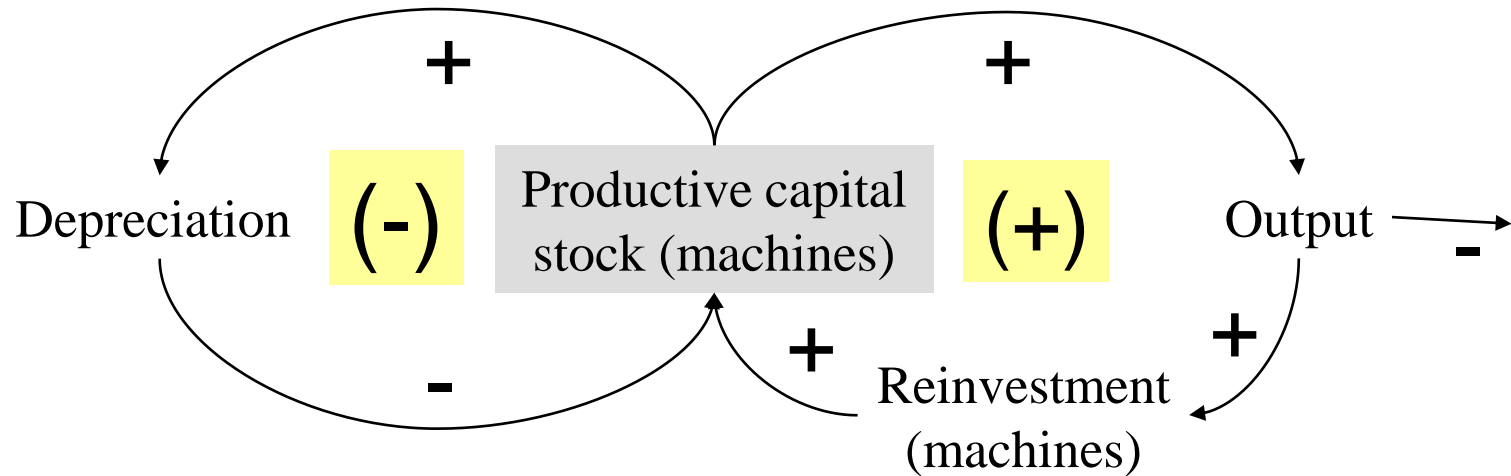 + +
Depreciation (-) Productive capital (+) Output
stock (machines) -
+ +
- Reinvestment
(machines)